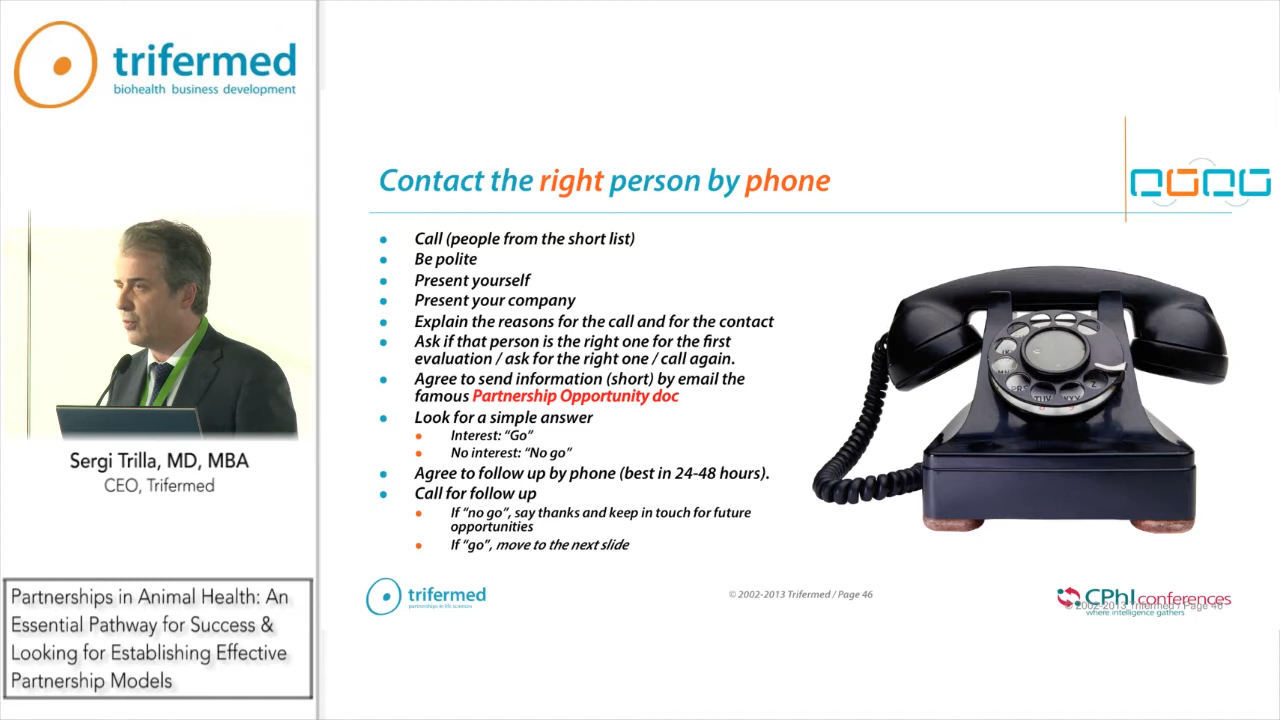 trifermed
biohealth business development
Sergi Trilla, MD, MBA
CEO, Trifermed
Partnerships in Animal Health: An
Essential Pathway for Success &
Looking for Establishing Effective
Partnership Models
Contact the right person by phone
Call (people from the short list)
Be polite
Present yourself
Present your company
Explain the reasons for the call and for the contact
Ask if that person is the right one for the first
evaluation / ask for the right one / call again.
Agree to send information (short) by email the
famous Partnership Opportunity doc
Look for a simple answer
Interest: “Go”
No interest: “No go”
Agree to follow up by phone (best in 24-48 hours).
Call for follow up
If “no go”, say thanks and keep in touch for future
opportunities
If “go”, move to the next slide
trifermed
partnerships in life sciences
© 2002-2013 Trifermed / Page 46
CPhI conferences
© 2002-2013 Trifermed / Page 46
where intelligence gathers